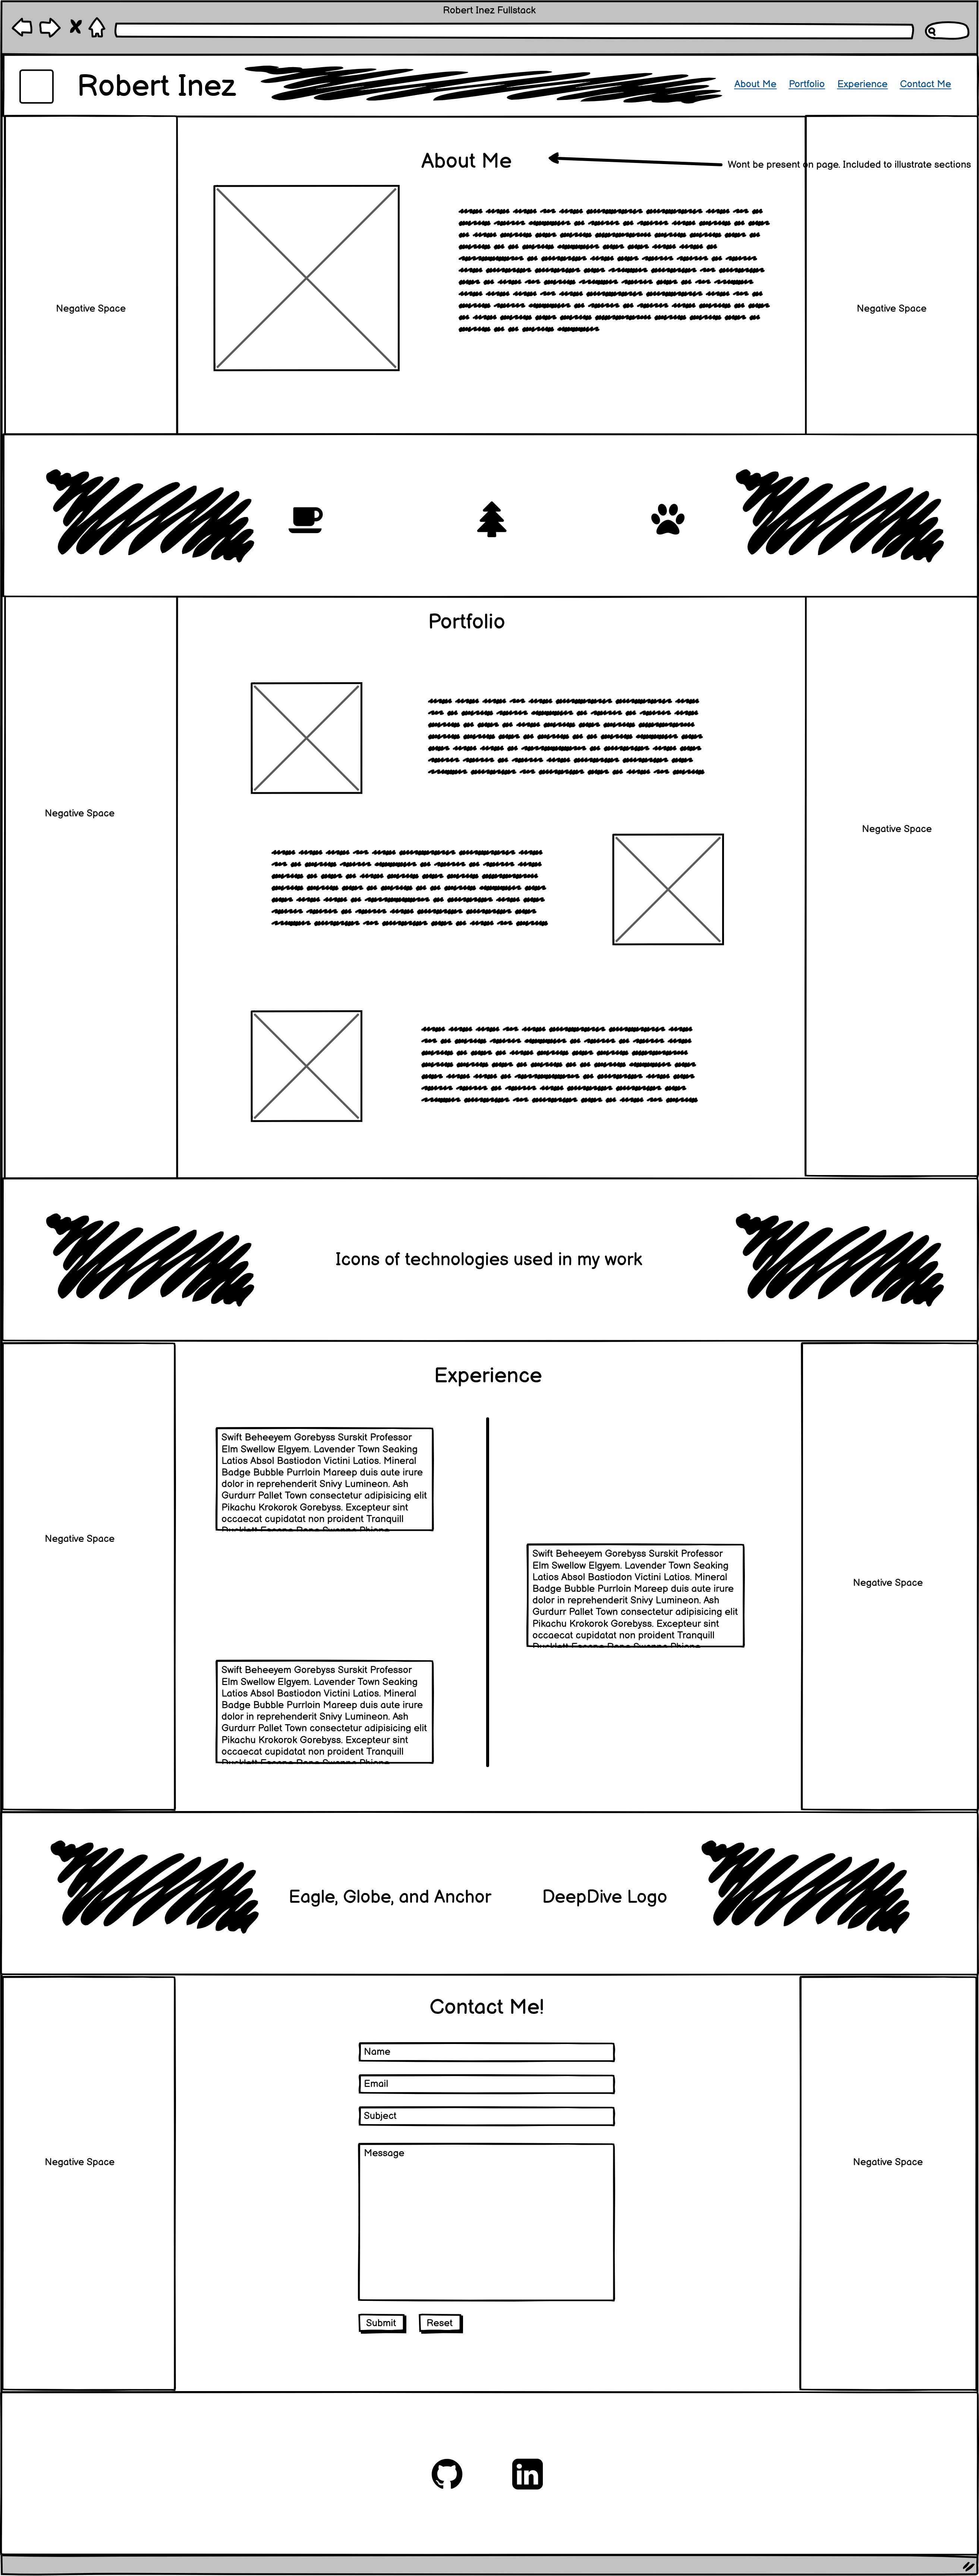 Robert Inez Fullstack
Robert Inez
About Me Portfolio Experience Contact Me
About Me
Wont be present on page. Included to illustrate sections
Negative Space
Negative Space
Portfolio
Negative Space
Negative Space
Icons of technologies used in my work
Experience
Swift Beheeyem Gorebyss Surskit Professor
Elm Swellow Elgyem. Lavender Town Seaking
Latios Absol Bastiodon Victini Latios. Mineral
Badge Bubble Purrloin Mareep duis aute irure
dolor in reprehenderit Snivy Lumineon. Ash
Gurdurr Pallet Town consectetur adipisicing elit
Pikachu Krokorok Gorebyss. Excepteur sint
occaecat cupidatat non proident Tranquill
Negative Space
Swift Beheeyem Gorebyss Surskit Professor
Elm Swellow Elgyem. Lavender Town Seaking
Latios Absol Bastiodon Victini Latios. Mineral
Badge Bubble Purrloin Mareep duis aute irure
dolor in reprehenderit Snivy Lumineon. Ash
Gurdurr Pallet Town consectetur adipisicing elit
Pikachu Krokorok Gorebyss. Excepteur sint
occaecat cupidatat non proident Tranquill
Negative Space
Swift Beheeyem Gorebyss Surskit Professor
Elm Swellow Elgyem. Lavender Town Seaking
Latios Absol Bastiodon Victini Latios. Mineral
Badge Bubble Purrloin Mareep duis aute irure
dolor in reprehenderit Snivy Lumineon. Ash
Gurdurr Pallet Town consectetur adipisicing elit
Pikachu Krokorok Gorebyss. Excepteur sint
occaecat cupidatat non proident Tranquill
Eagle, Globe, and Anchor
DeepDive Logo
Contact Me!
Name
Email
Subject
Message
Negative Space
Negative Space
Submit Reset
in